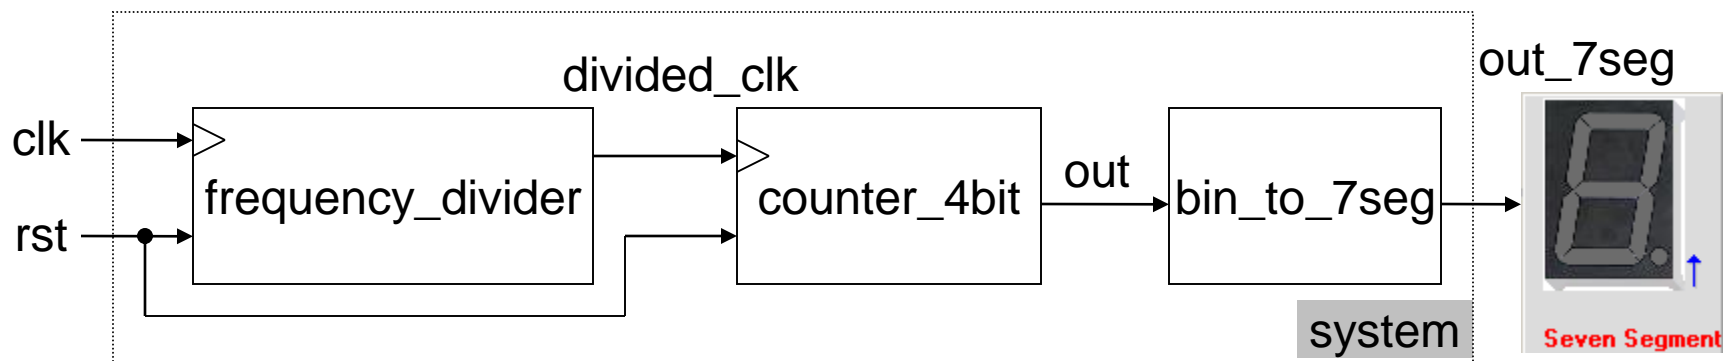 divided_clk
out_7seg
clk
rst
frequency_divider
counter_4bit
out
bin_to_7seg
system
Seven Segment